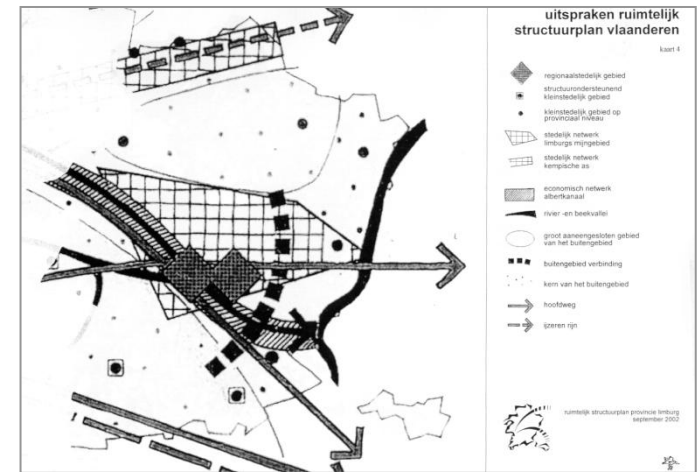 uitspraken ruimtelijk
structuurplan vlaanderen
kaart 4
regionaalstedelijk gebied
structuurondersteunend
kleinstedelijk gebied
kleinstedelijk gebied op
provinciaal niveau
stedelijk netwerk
limburgs mijngebied
stedelijk netwerk
kempische as
economisch netwerk
albertkanaal
rivier -en beekvallei
groot aaneengesloten gebied
van het buitengebied
buitengebied verbinding
kern van het buitengebied
hoofdweg
ijzeren rijn
ruimtelijk structuurplan provincie limburg
september 2002